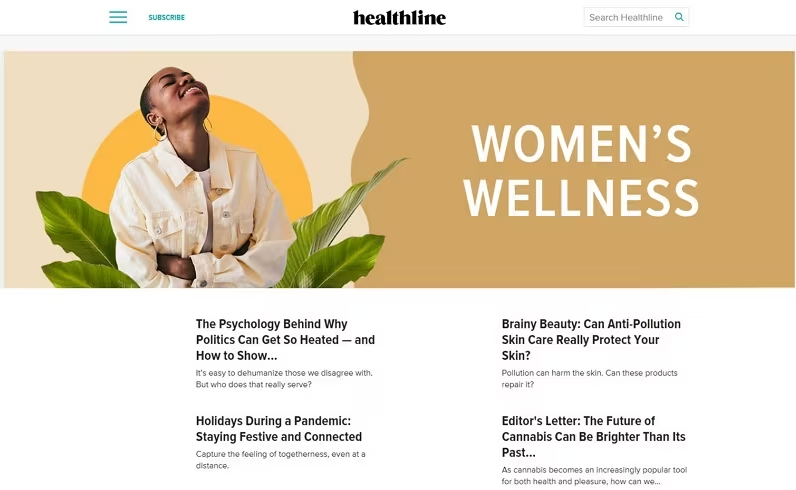 SUBSCRIBE
healthline
Search Healthline
WOMEN'S
WELLNESS
The Psychology Behind Why
Politics Can Get So Heated — and
How to Show...
It's easy to dehumanize those we disagree with.
But who does that really serve?
Brainy Beauty: Can Anti-Pollution
Skin Care Really Protect Your
Skin?
Pollution can harm the skin. Can these products
repair it?
Holidays During a Pandemic:
Staying Festive and Connected
Capture the feeling of togetherness, even at a
distance.
Editor's Letter: The Future of
Cannabis Can Be Brighter Than Its
Past...
As cannabis becomes an increasingly popular tool
for both health and pleasure, how can we...